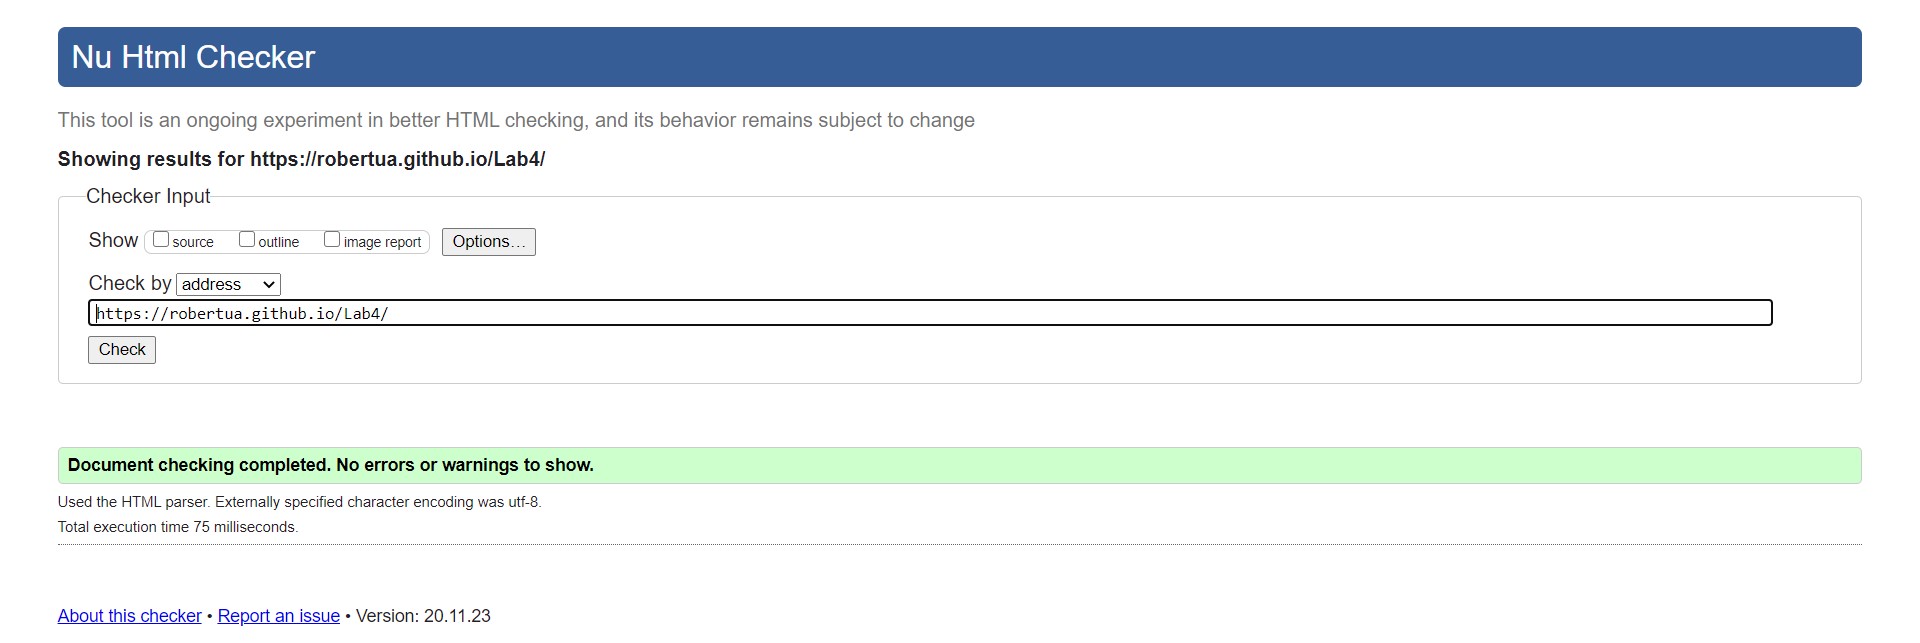 Nu Html Checker
This tool is an ongoing experiment in better HTML checking, and its behavior remains subject to change
Showing results for https://robertua.github.io/Lab4/
Checker Input
Show source outline image report Options...
Check by address
https://robertua.github.io/Lab4/
Check
Document checking completed. No errors or warnings to show.
Used the HTML parser. Externally specified character encoding was utf-8.
Total execution time 75 milliseconds.
About this checker • Report an issue • Version: 20.11.23